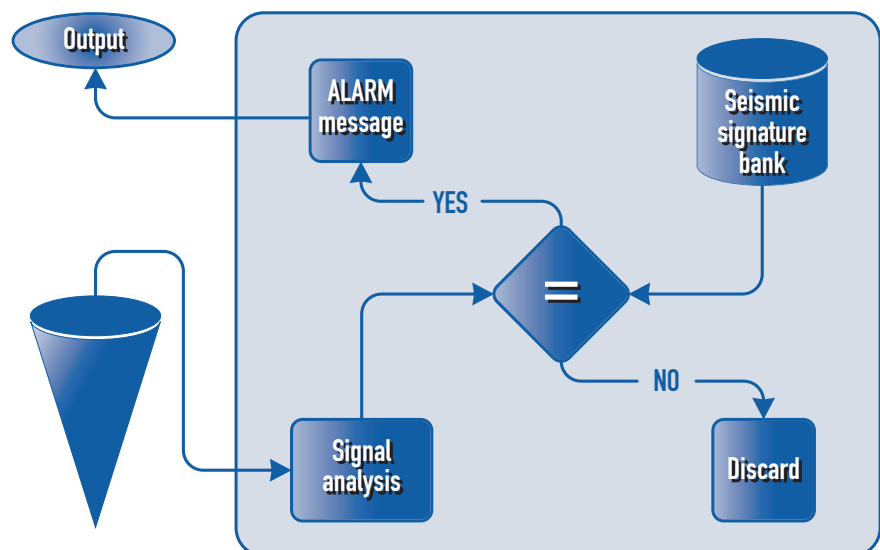 Output
ALARM
message
Seismic
signature
bank
YES
=
NO
Signal
analysis
Discard